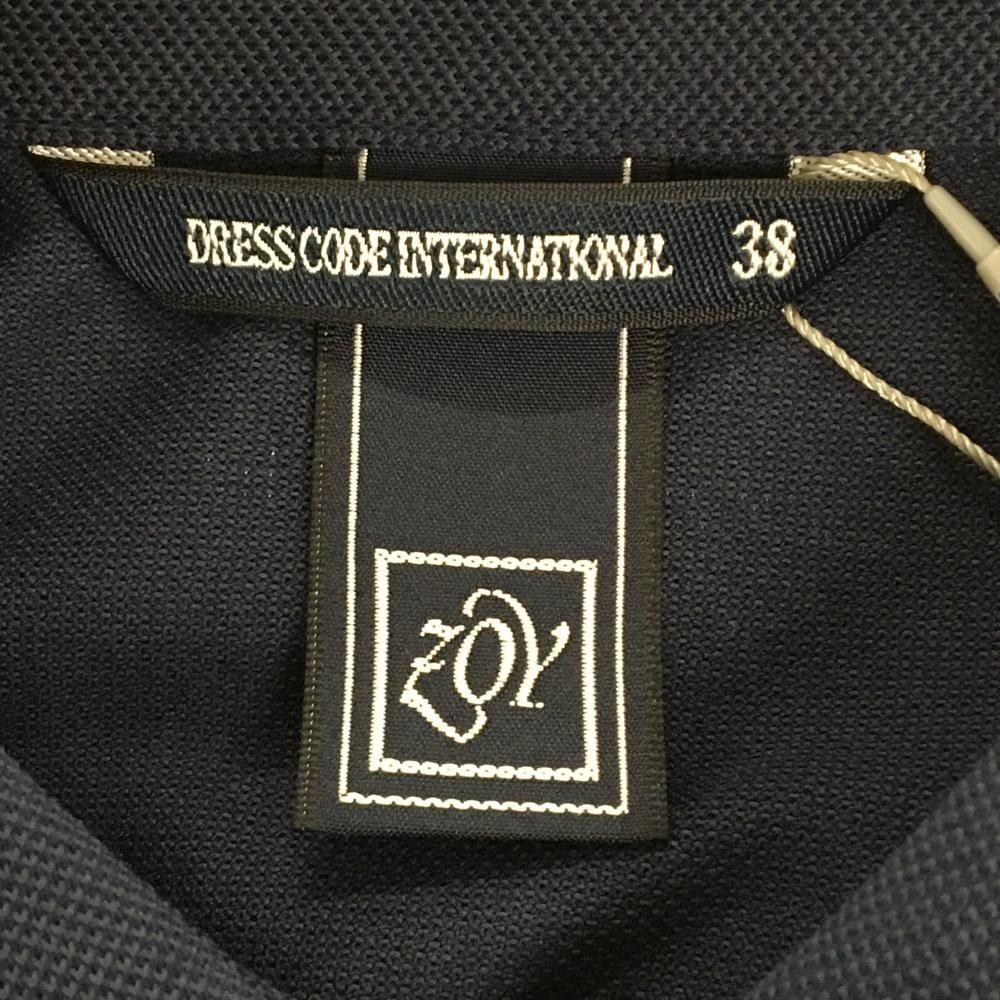 DRESS CODE INTERNATIONAL 38
ZOY